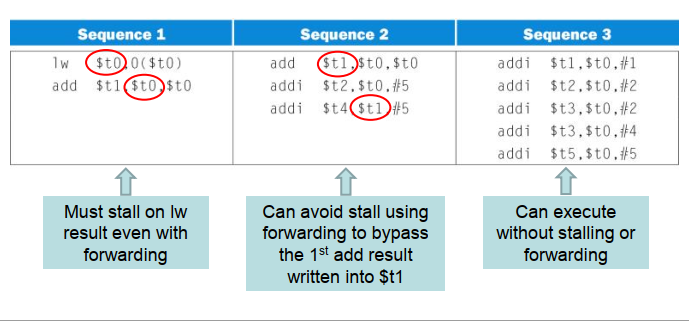 Sequence 1
lw $t0,0($t0)
add $t1,$t0,$t0
Must stall on lw
result even with
forwarding
Sequence 2
add $t1,$t0,$t0
addi $t2,$t0,#5
addi $t4,$t1,#5
Can avoid stall using
forwarding to bypass
the 1st add result
written into $t1
Sequence 3
addi $t1,$t0,#1
addi $t2,$t0,#2
addi $t3,$t0,#2
addi $t3,$t0,#4
addi $t5,$t0,#5
Can execute
without stalling or
forwarding